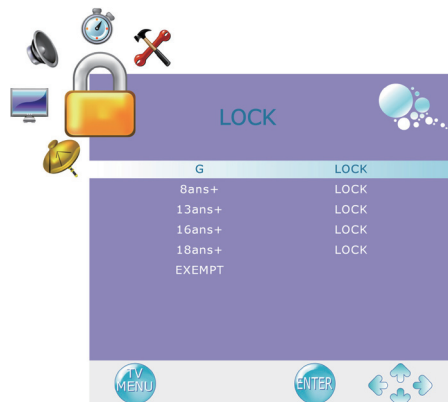 LOCK
G LOCK
8ans+ LOCK
13ans+ LOCK
16ans+ LOCK
18ans+ LOCK
EXEMPT
TV
MENU
ENTER